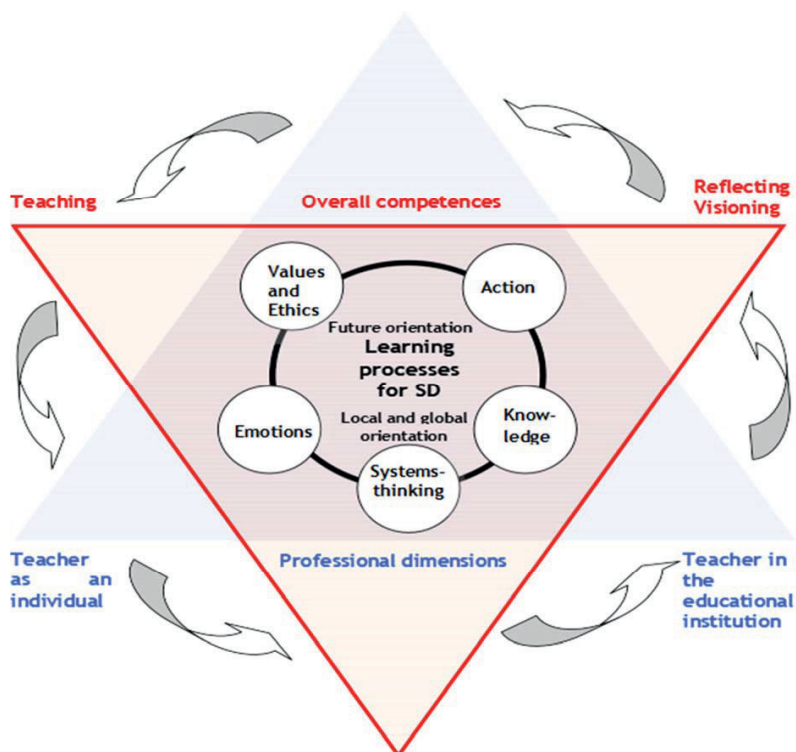 Teaching
Overall competences
Reflecting
Visioning
Values
and
Ethics
Action
Future orientation
Learning
processes
for SD
Local and global
orientation
Emotions
Know-
ledge
Systems-
thinking
Teacher
as an
individual
Professional dimensions
Teacher in
the
educational
institution